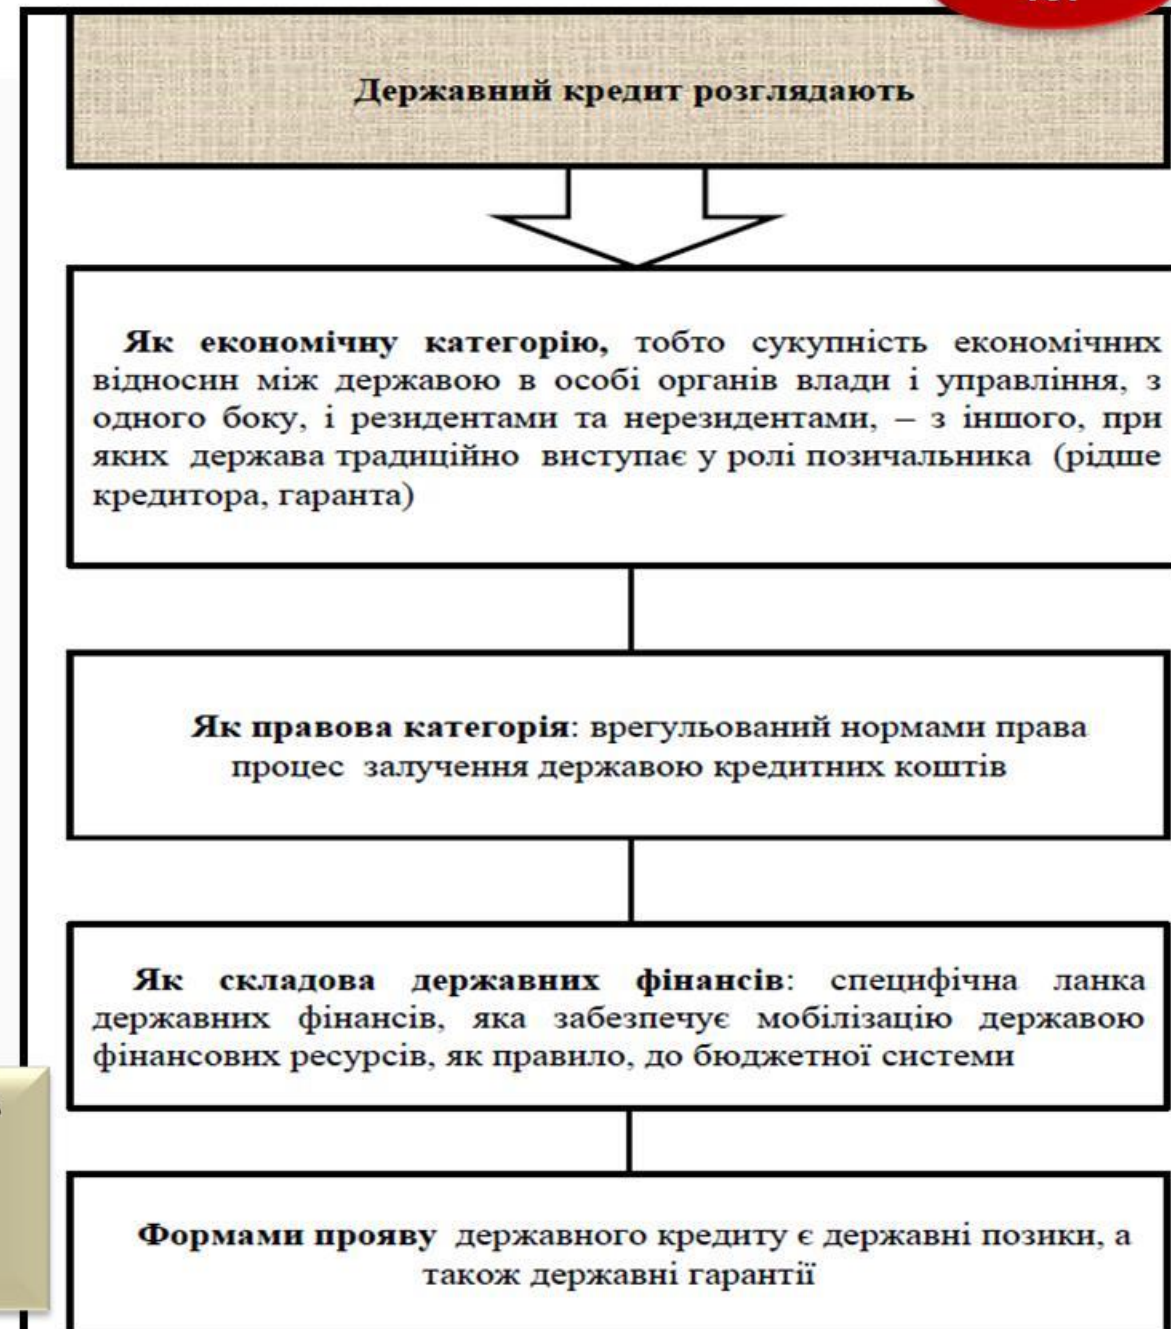 Державний кредит розглядають
Як економічну категорію, тобто сукупність економічних
відносин між державою в особі органів влади і управління, з
одного боку, і резидентами та нерезидентами, – з іншого, при
яких держава традиційно виступає у ролі позичальника (рідше
кредитора, гаранта)
Як правова категорія: врегульований нормами права
процес залучення державою кредитних коштів
Як складова державних фінансів: специфічна ланка
державних фінансів, яка забезпечує мобілізацію державою
фінансових ресурсів, як правило, до бюджетної системи
Формами прояву державного кредиту є державні позики, а
також державні гарантії